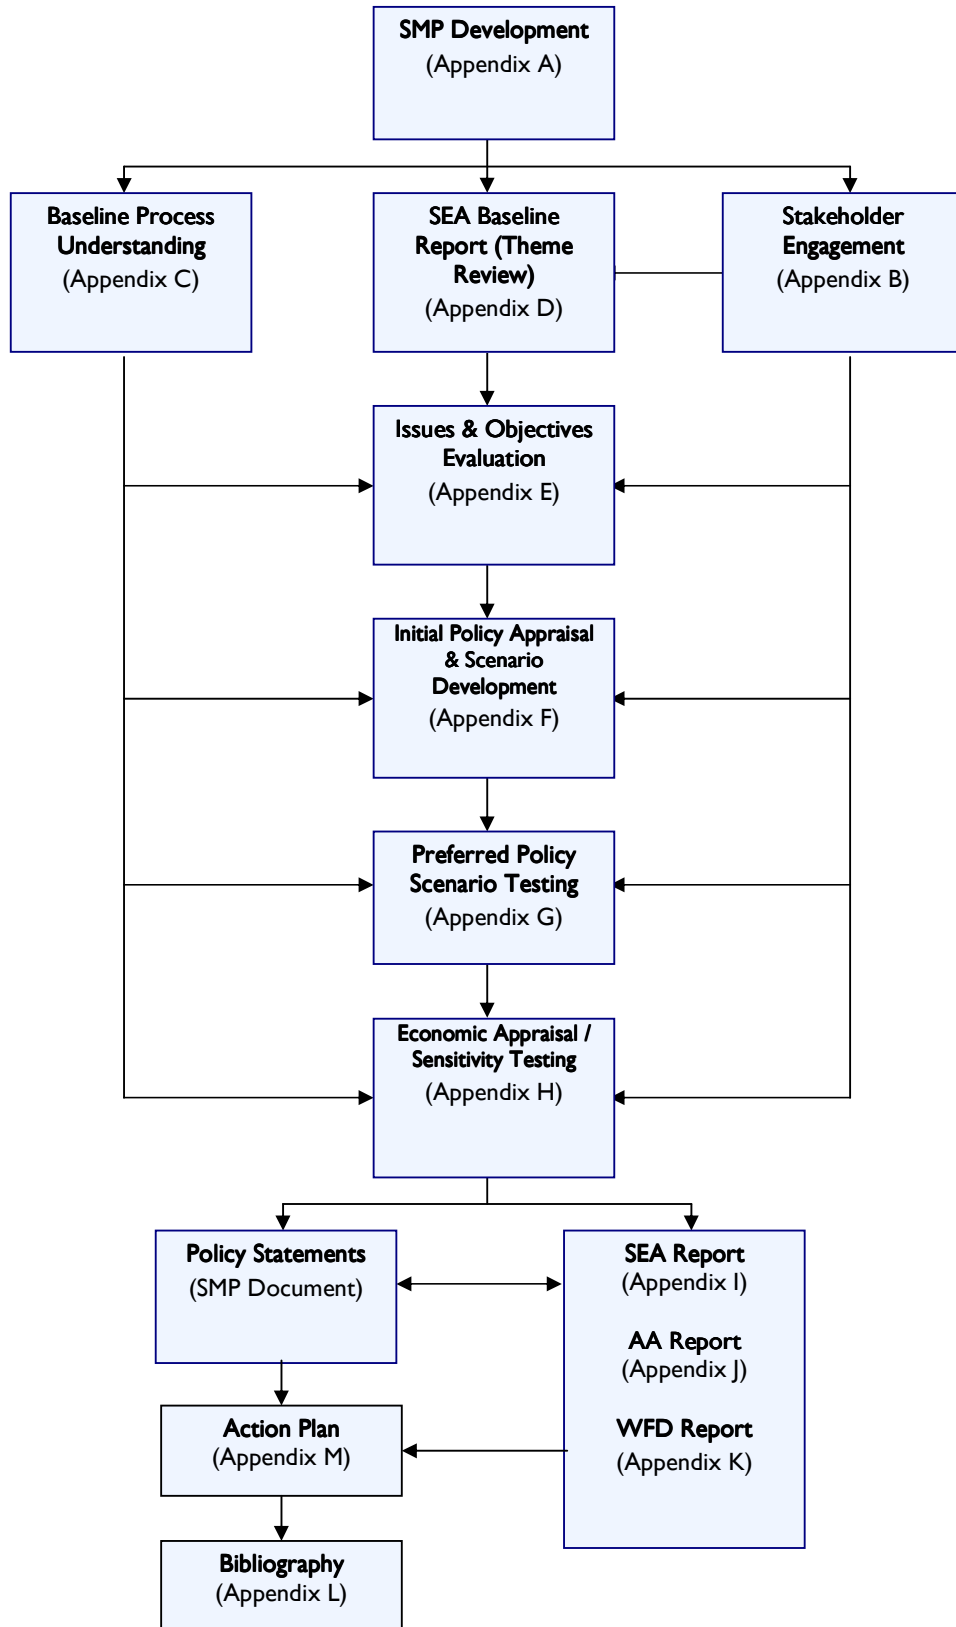 SMP Development
(Appendix A)
Baseline Process
Understanding
(Appendix C)
SEA Baseline
Report (Theme
Review)
(Appendix D)
Stakeholder
Engagement
(Appendix B)
Issues & Objectives
Evaluation
(Appendix E)
Initial Policy Appraisal
& Scenario
Development
(Appendix F)
Preferred Policy
Scenario Testing
(Appendix G)
Economic Appraisal /
Sensitivity Testing
(Appendix H)
Policy Statements
(SMP Document)
SEA Report
(Appendix I)
AA Report
(Appendix J)
WFD Report
(Appendix K)
Action Plan
(Appendix M)
Bibliography
(Appendix L)